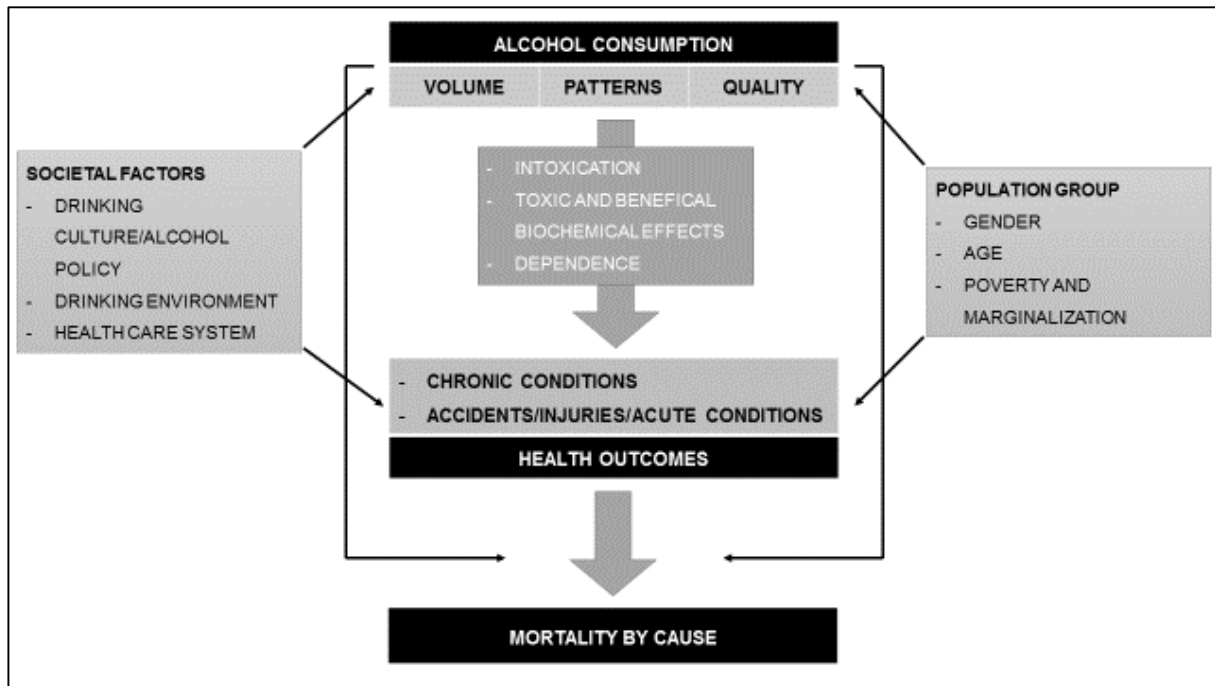 ALCOHOL CONSUMPTION
VOLUME PATTERNS QUALITY
- INTOXICATION
- TOXIC AND BENEFICAL
BIOCHEMICAL EFFECTS
- DEPENDENCE
SOCIETAL FACTORS
- DRINKING
CULTURE/ALCOHOL
POLICY
- DRINKING ENVIRONMENT
- HEALTH CARE SYSTEM
POPULATION GROUP
- GENDER
- AGE
- POVERTY AND
MARGINALIZATION
- CHRONIC CONDITIONS
- ACCIDENTS/INJURIES/ACUTE CONDITIONS
HEALTH OUTCOMES
MORTALITY BY CAUSE